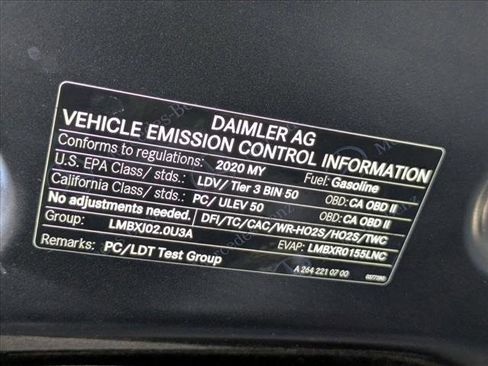 DAIMLER AG
VEHICLE EMISSION CONTROL INFORMATION
Conforms to regulations: 2020 MY Fuel: Gasoline
U.S. EPA Class/ stds.: LDV/ Tier 3 BIN 50 OBD: CA OBD II
California Class/ stds.: PC/ ULEV 50 OBD: CA OBD II
No adjustments needed. DFI/TC/CAC/WR-HO2S/HO2S/TWC
Group: LMBXJ02.0U3A EVAP: LMBXR0155LNC
Remarks: PC/LDT Test Group
A 264 221 07 00